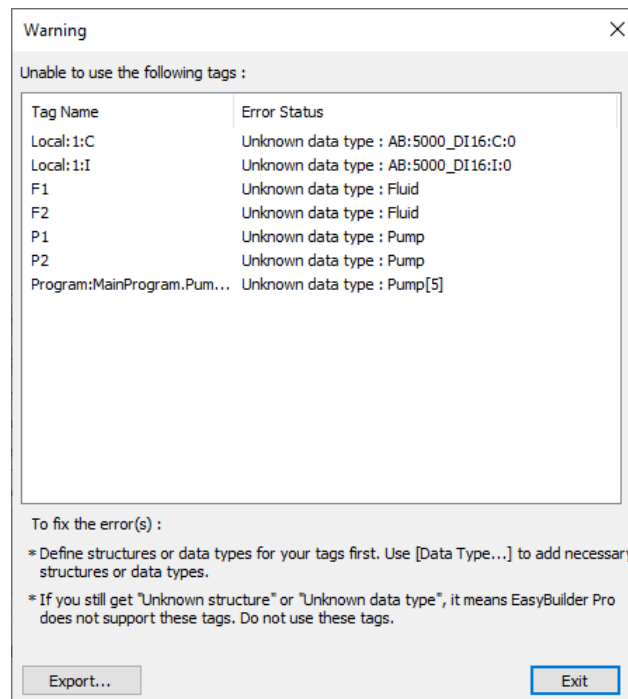 Warning
Unable to use the following tags :
Tag Name Error Status
Local:1:C Unknown data type : AB:5000_DI16:C:0
Local:1:I Unknown data type : AB:5000_DI16:I:0
F1 Unknown data type : Fluid
F2 Unknown data type : Fluid
P1 Unknown data type : Pump
P2 Unknown data type : Pump
Program:MainProgram.Pum... Unknown data type : Pump[5]
To fix the error(s) :
* Define structures or data types for your tags first. Use [Data Type...] to add necessary
structures or data types.
* If you still get "Unknown structure" or "Unknown data type", it means EasyBuilder Pro
does not support these tags. Do not use these tags.
Export... Exit